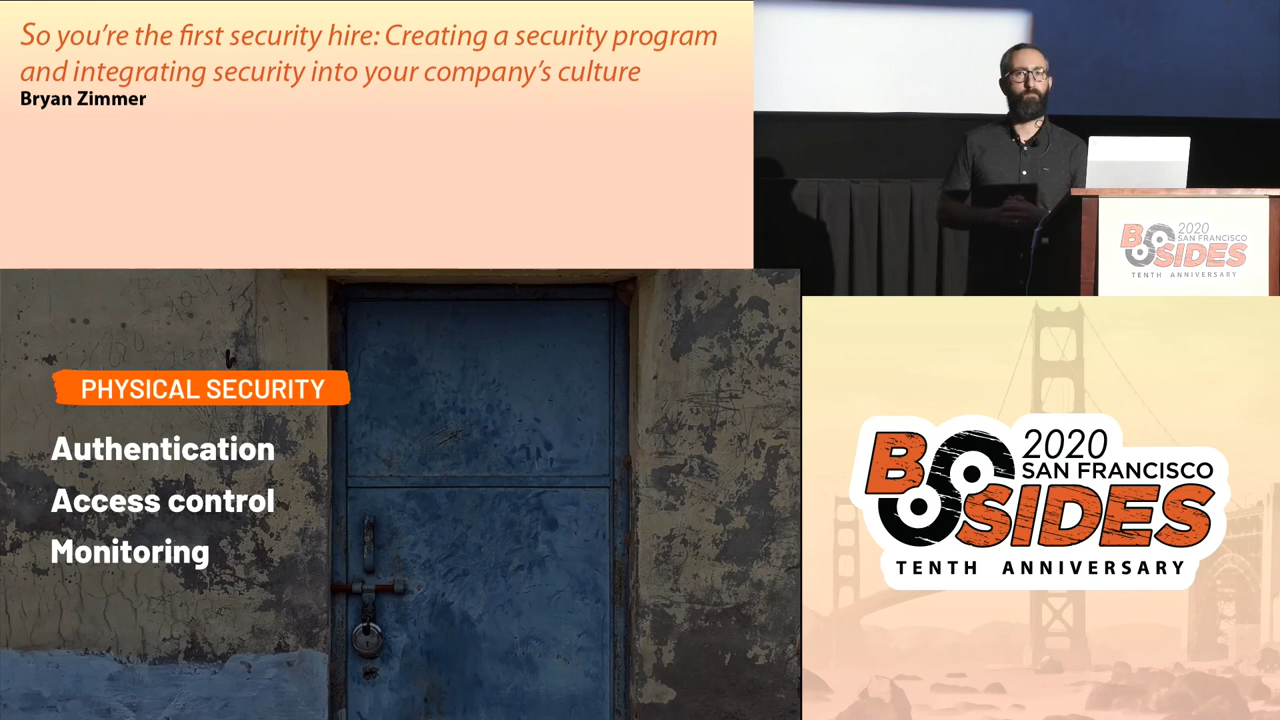 So you're the first security hire: Creating a security program
and integrating security into your company's culture
Bryan Zimmer
2020
SAN FRANCISCO
BSIDES
TENTH ANNIVERSARY
PHYSICAL SECURITY
Authentication
Access control
Monitoring
2020
SAN FRANCISCO
BSIDES
TENTH ANNIVERSARY